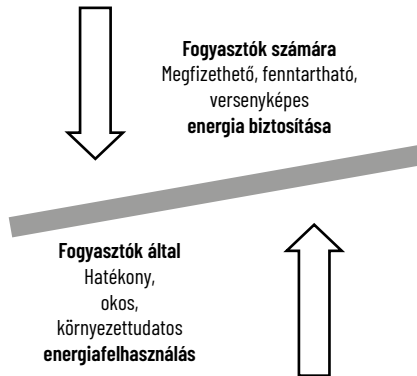 Fogyasztók számára
Megfizethető, fenntartható,
versenyképes
energia biztosítása
Fogyasztók által
Hatékony,
okos,
környezettudatos
energiafelhasználás